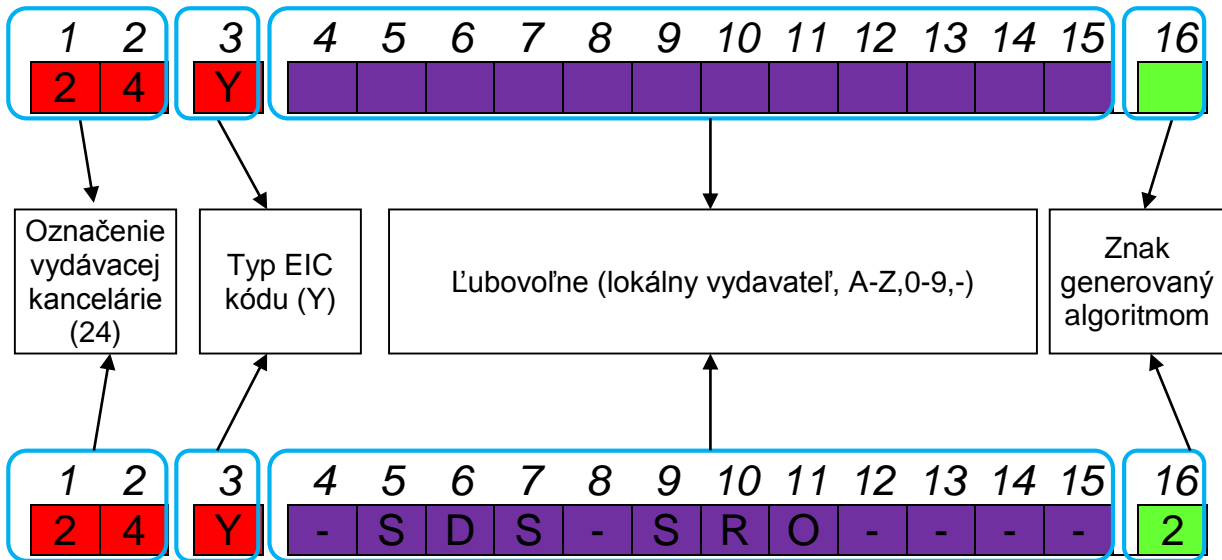 1 2 3 4 5 6 7 8 9 10 11 12 13 14 15 16
2 4 Y
Označenie
vydávacej
kancelárie
(24)
Typ EIC
kódu (Y)
Ľubovoľne (lokálny vydavateľ, A-Z,0-9,-)
Znak
generovaný
algoritmom
1 2 3 4 5 6 7 8 9 10 11 12 13 14 15 16
2 4 Y - S D S - S R O - - - - 2